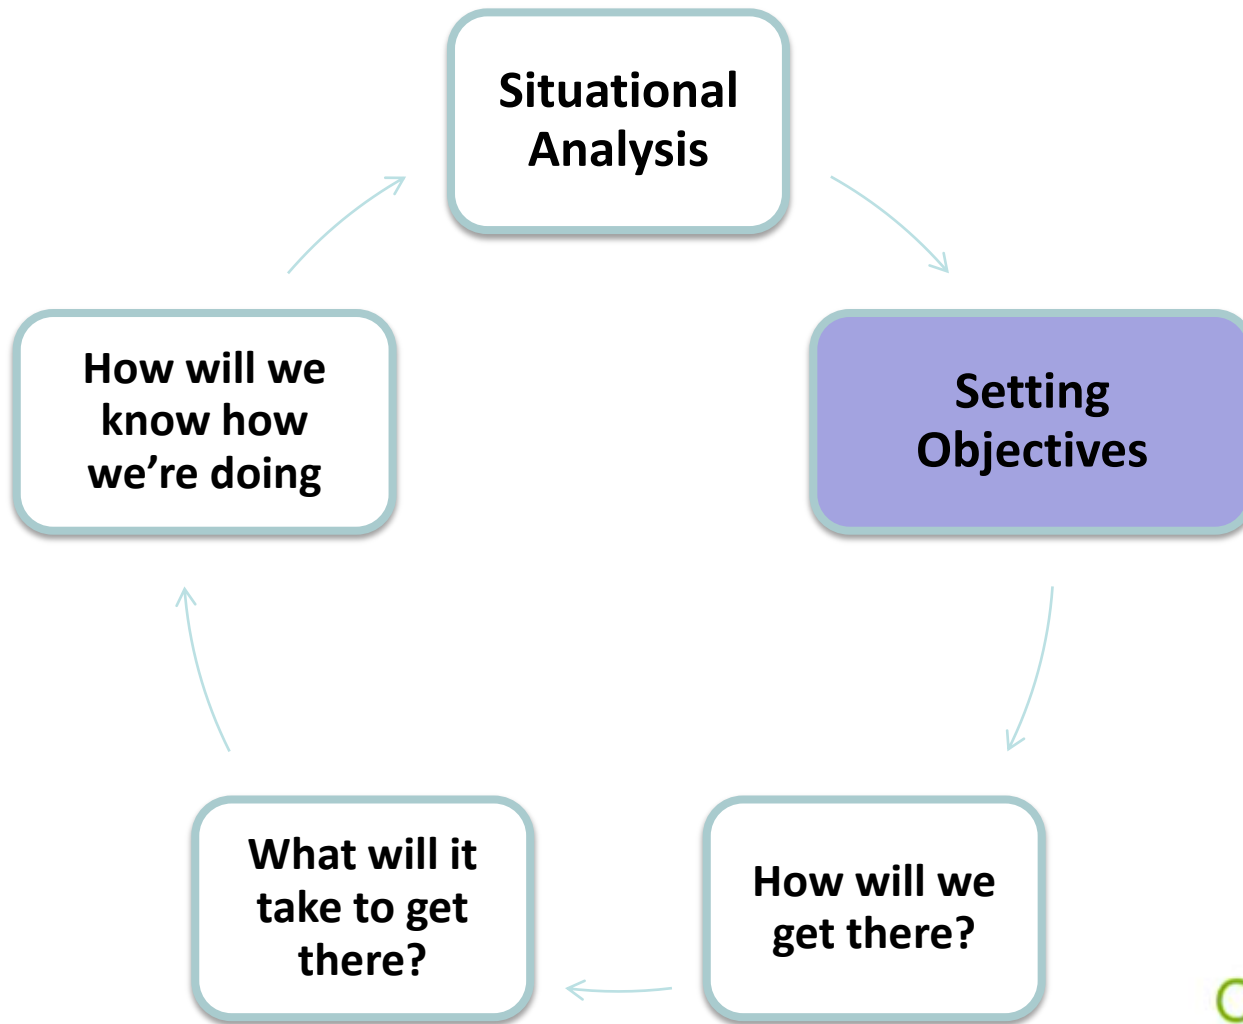 Situational
Analysis
Setting
Objectives
How will we
get there?
What will it
take to get
there?
How will we
know how
we’re doing